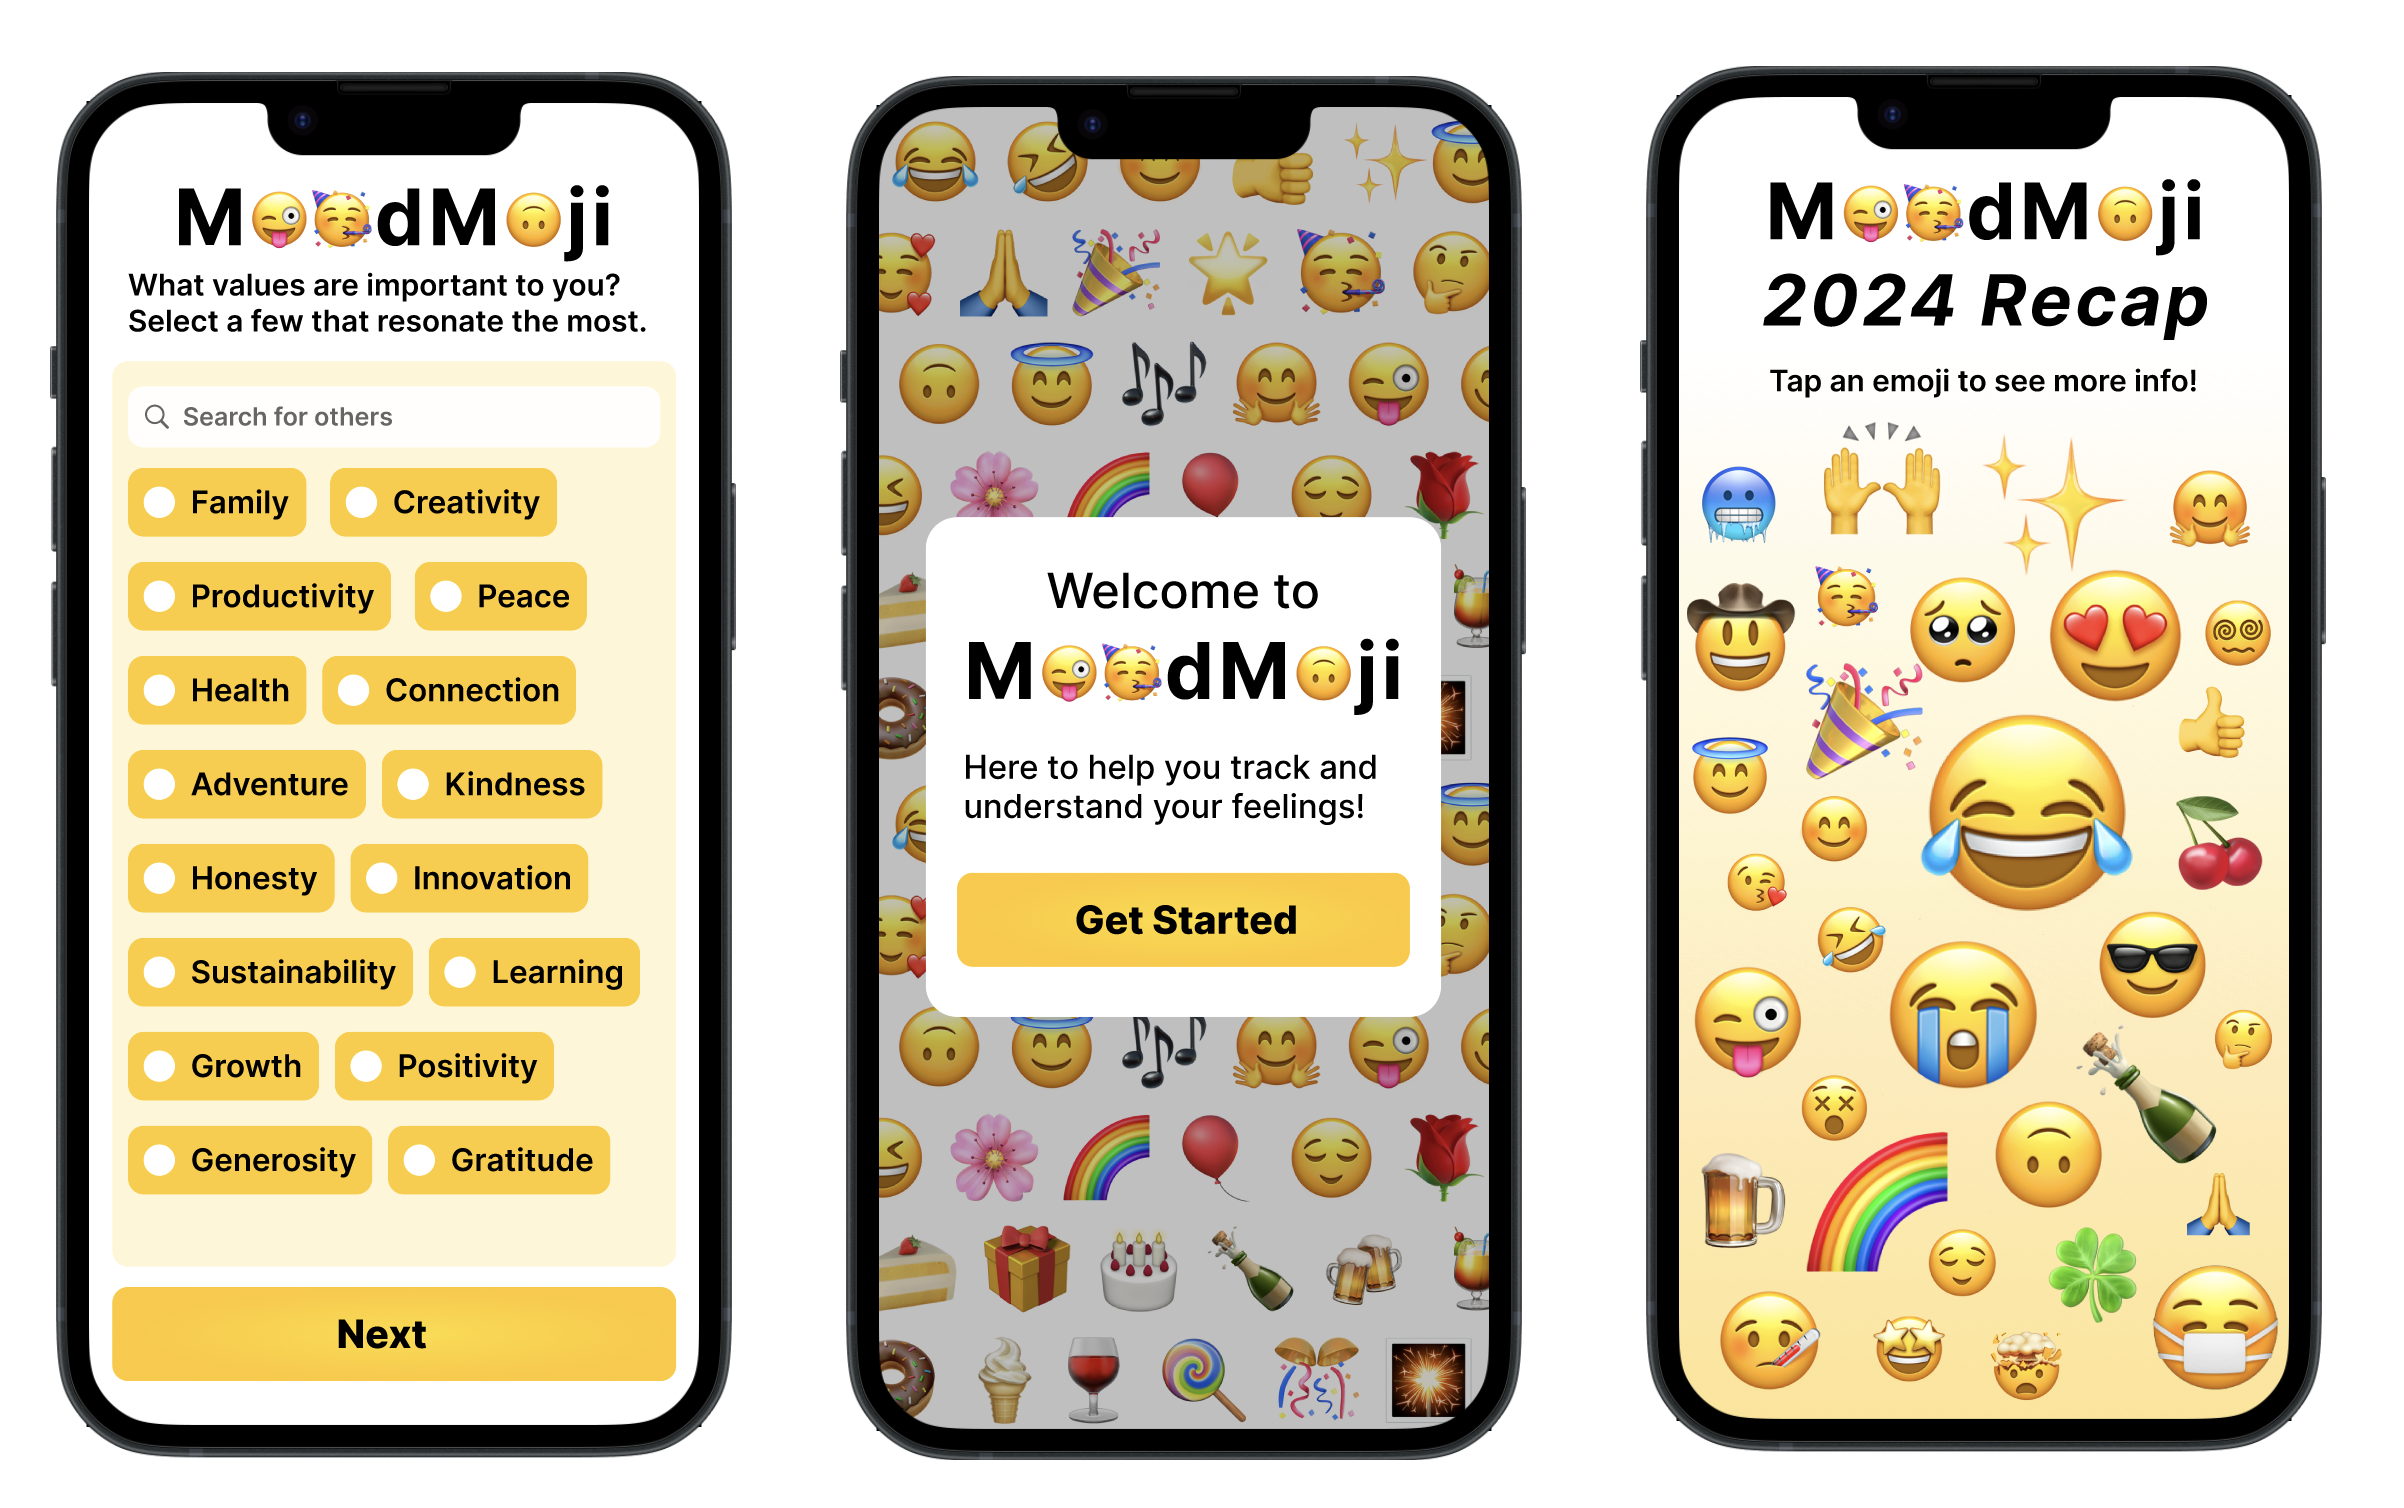 M😜🥳dM🙃ji
What values are important to you?
Select a few that resonate the most.
Search for others
Family
Creativity
Productivity
Peace
Health
Connection
Adventure
Kindness
Honesty
Innovation
Sustainability
Learning
Growth
Positivity
Generosity
Gratitude
Next
Welcome to
M😜🥳dM🙃ji
Here to help you track and
understand your feelings!
Get Started
M😜🥳dM🙃ji
2024 Recap
Tap an emoji to see more info!